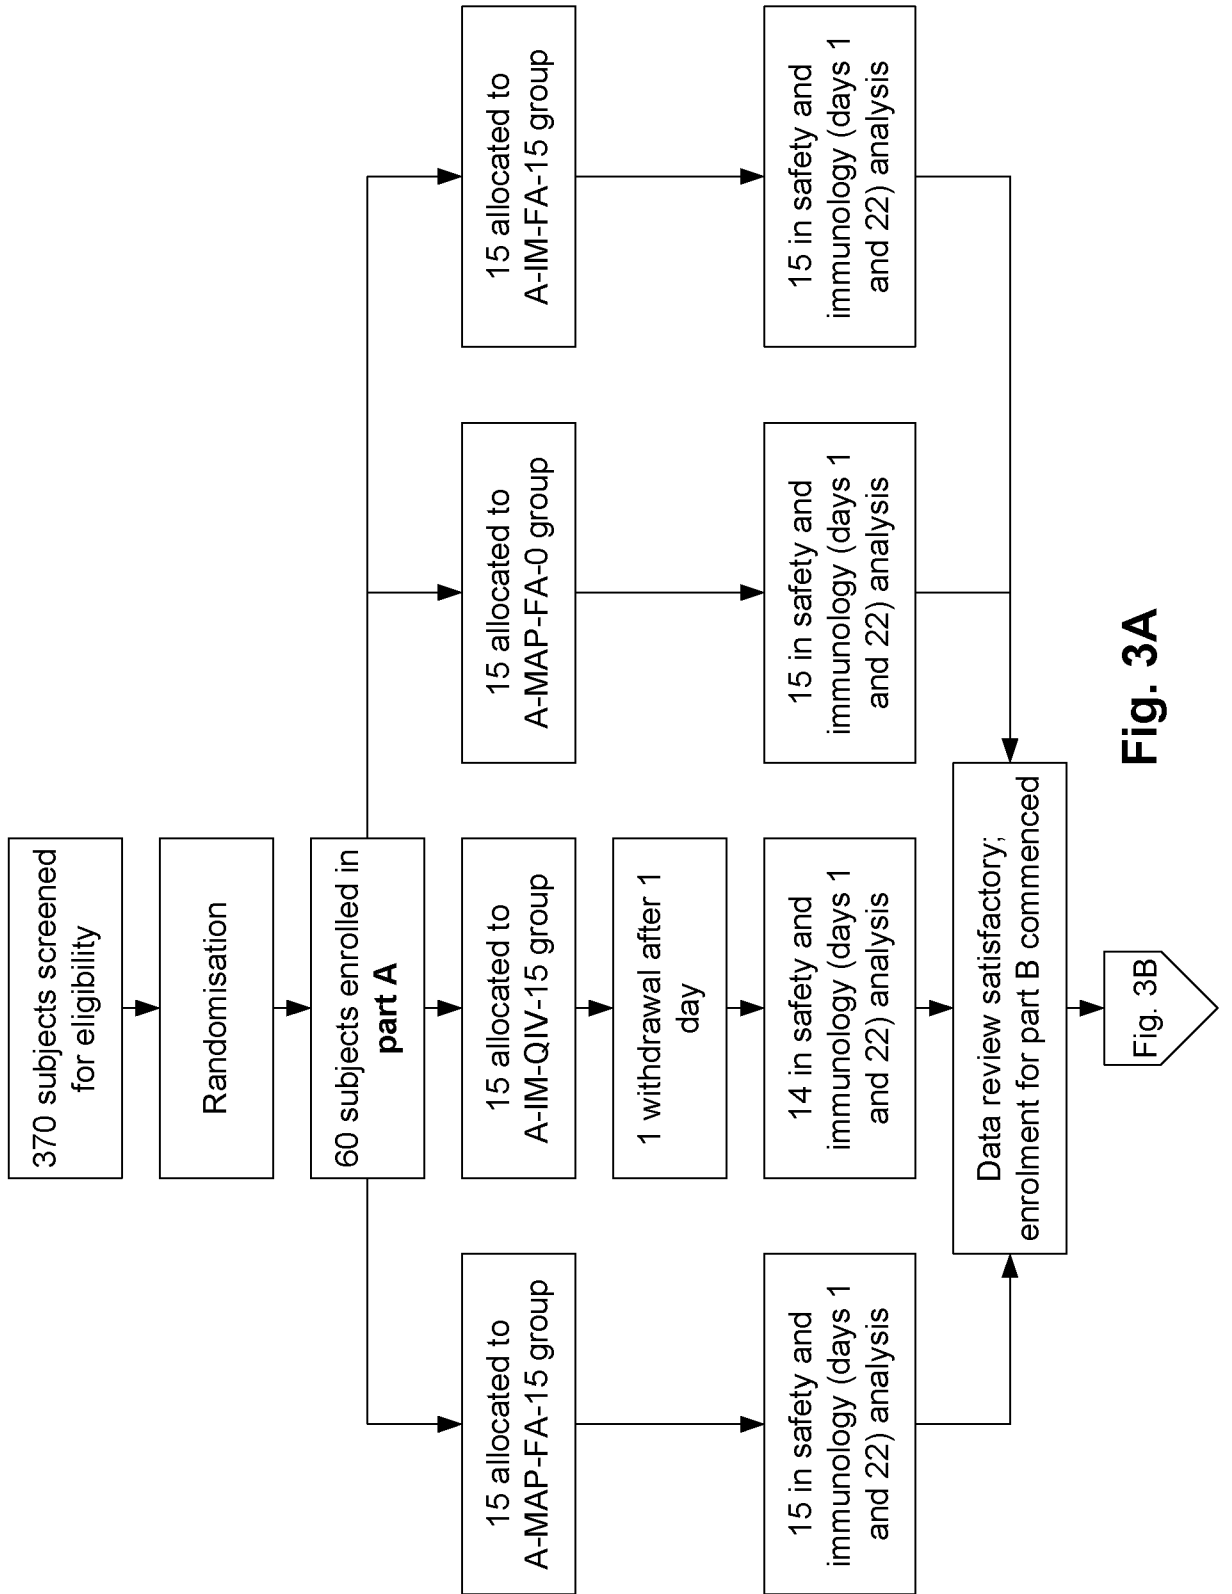 370 subjects screened
for eligibility
Randomisation
60 subjects enrolled in
part A
15 allocated to
A-MAP-FA-15 group
15 allocated to
A-IM-QIV-15 group
15 allocated to
A-MAP-FA-0 group
15 allocated to
A-IM-FA-15 group
1 withdrawal after 1
day
15 in safety and
immunology (days 1
and 22) analysis
14 in safety and
immunology (days 1
and 22) analysis
15 in safety and
immunology (days 1
and 22) analysis
15 in safety and
immunology (days 1
and 22) analysis
Data review satisfactory;
enrolment for part B commenced
Fig. 3B
Fig. 3A